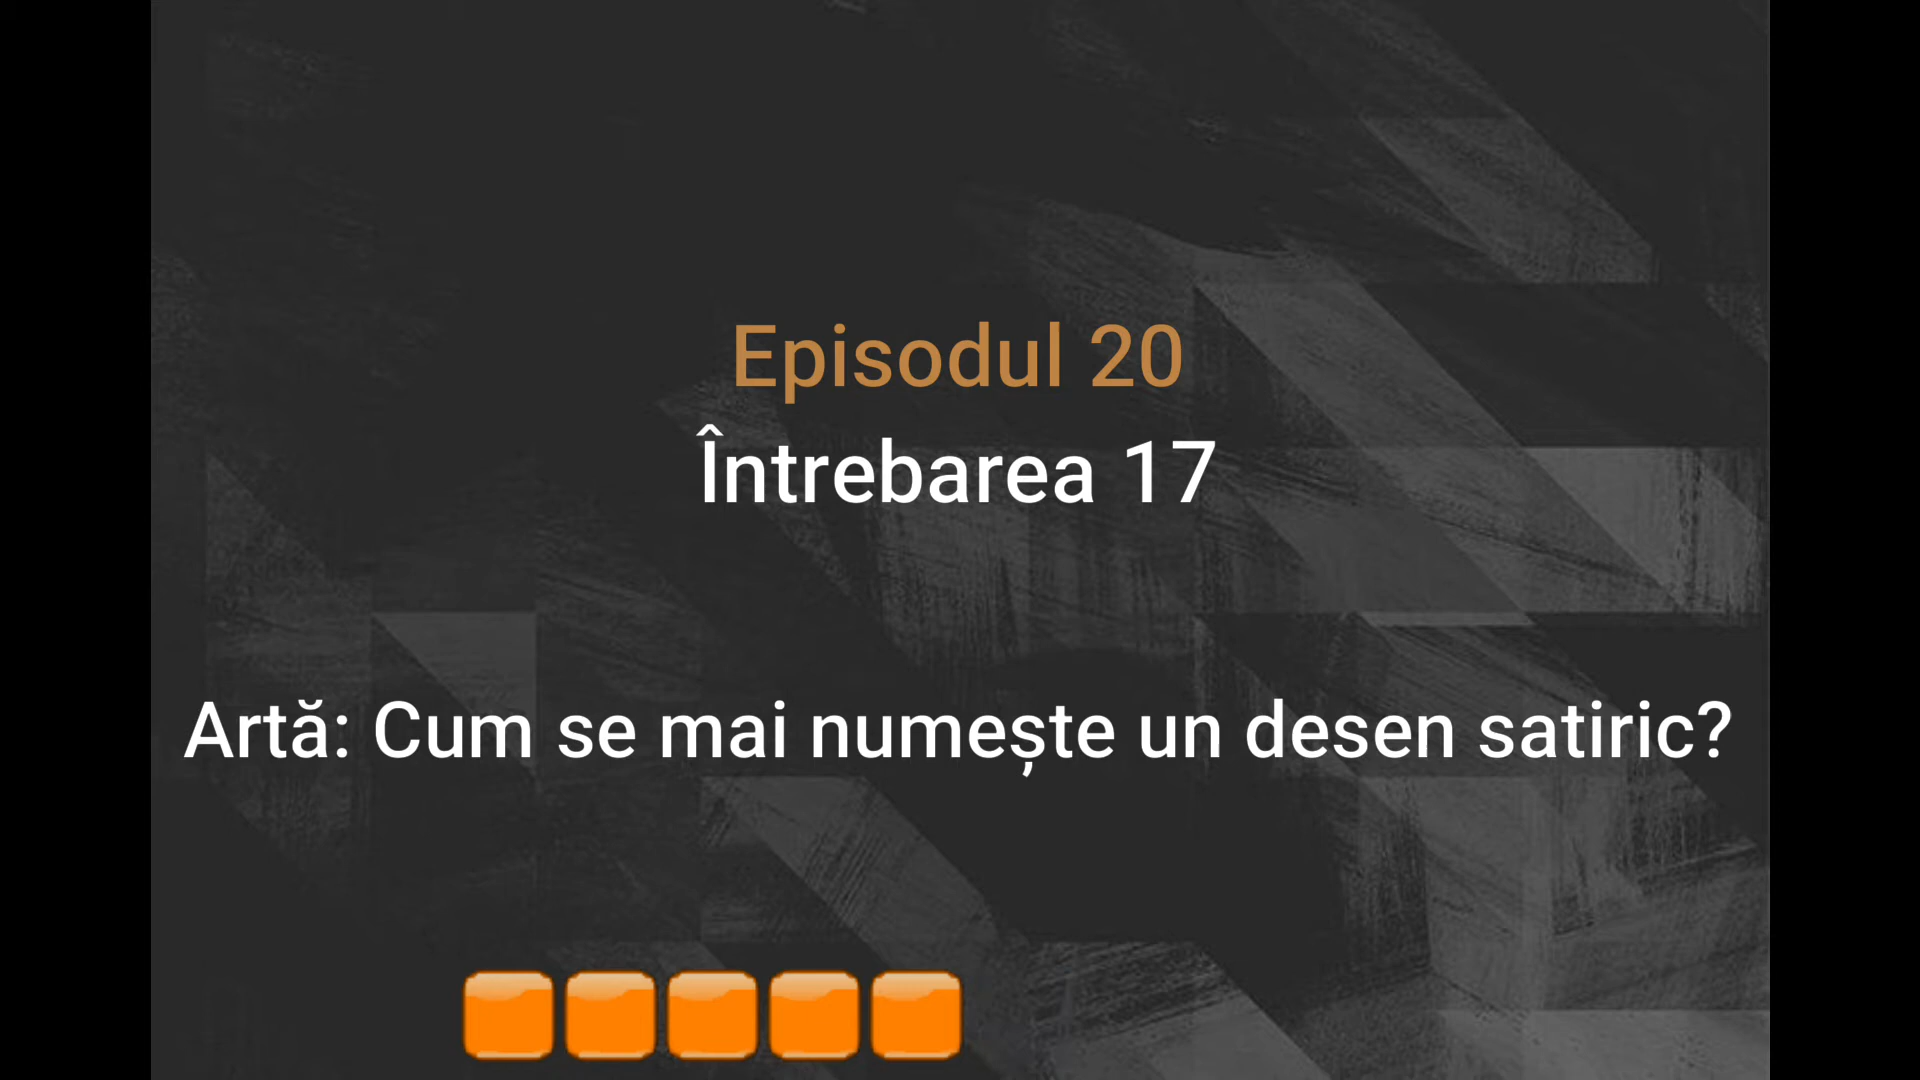 Episodul 20
Întrebarea 17
Artă: Cum se mai numește un desen satiric?